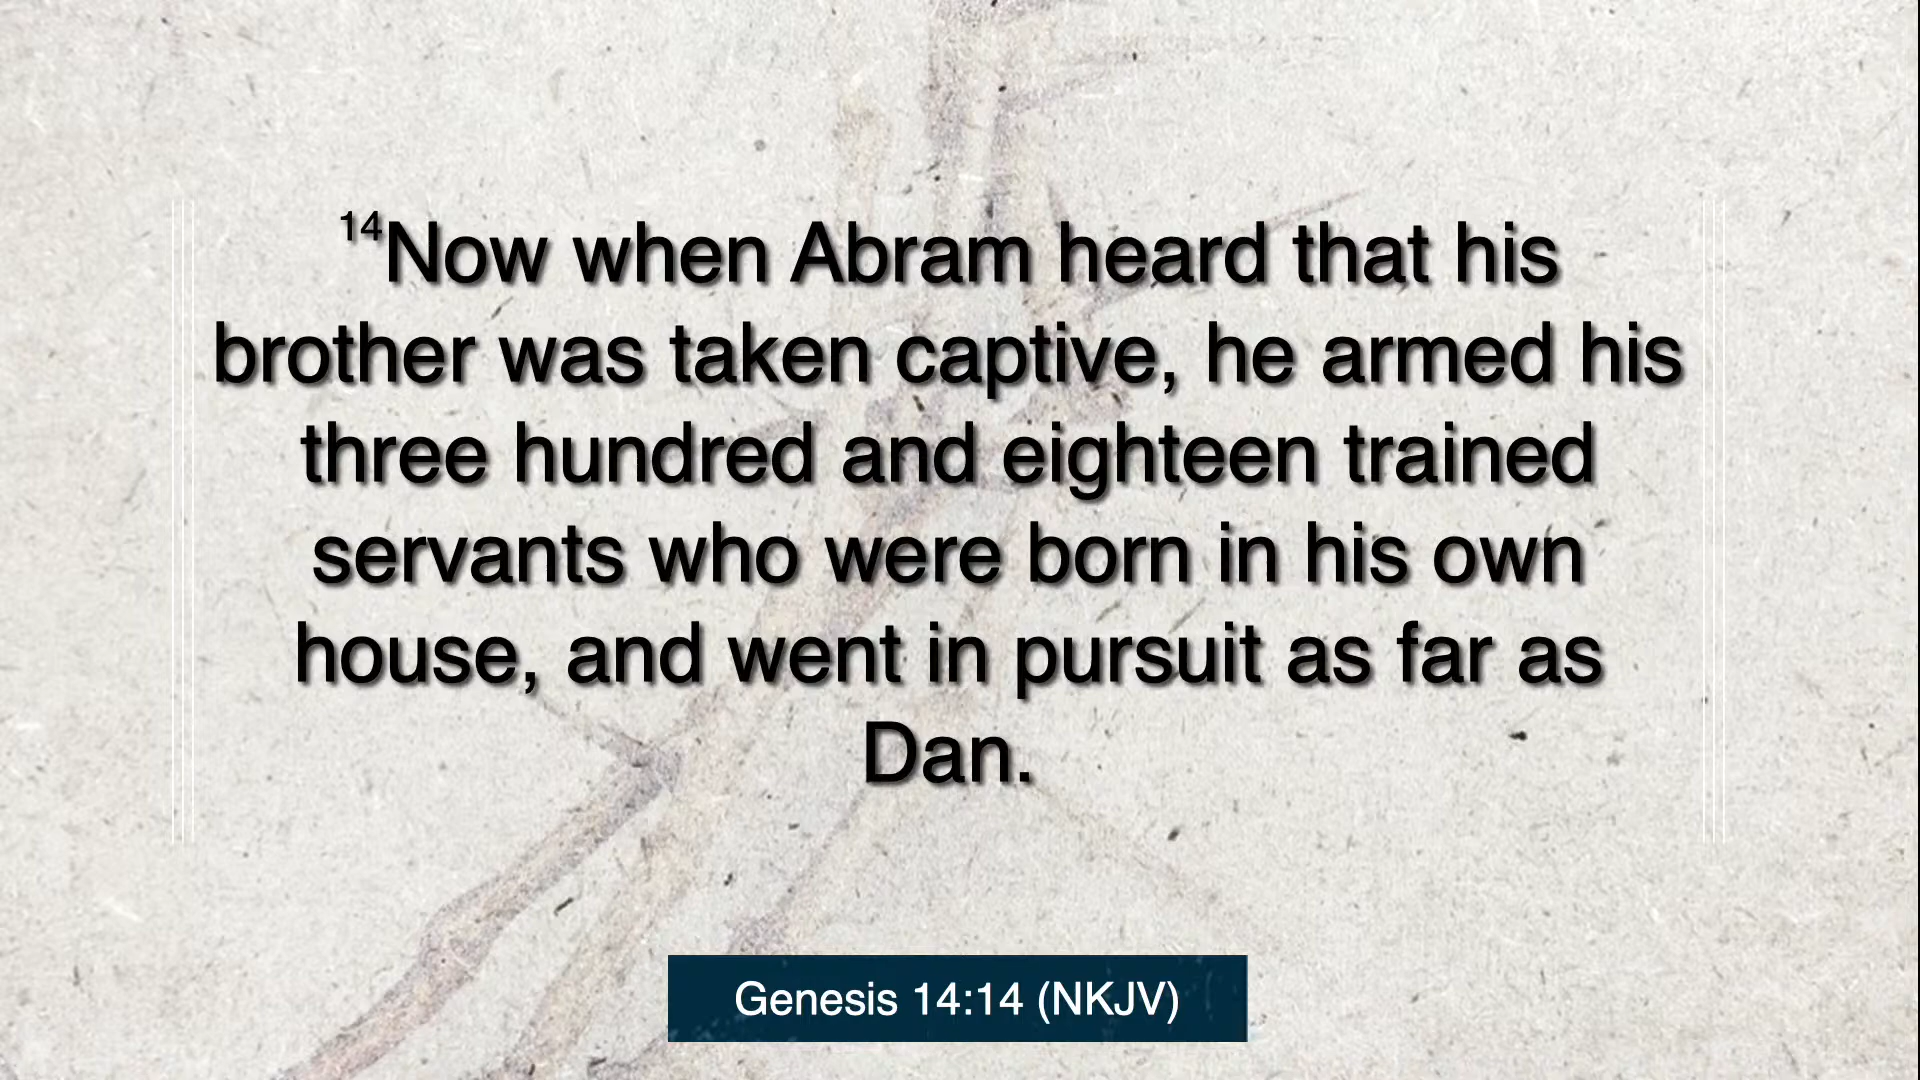 14Now when Abram heard that his
brother was taken captive, he armed his
three hundred and eighteen trained
servants who were born in his own
house, and went in pursuit as far as
Dan.
Genesis 14:14 (NKJV)